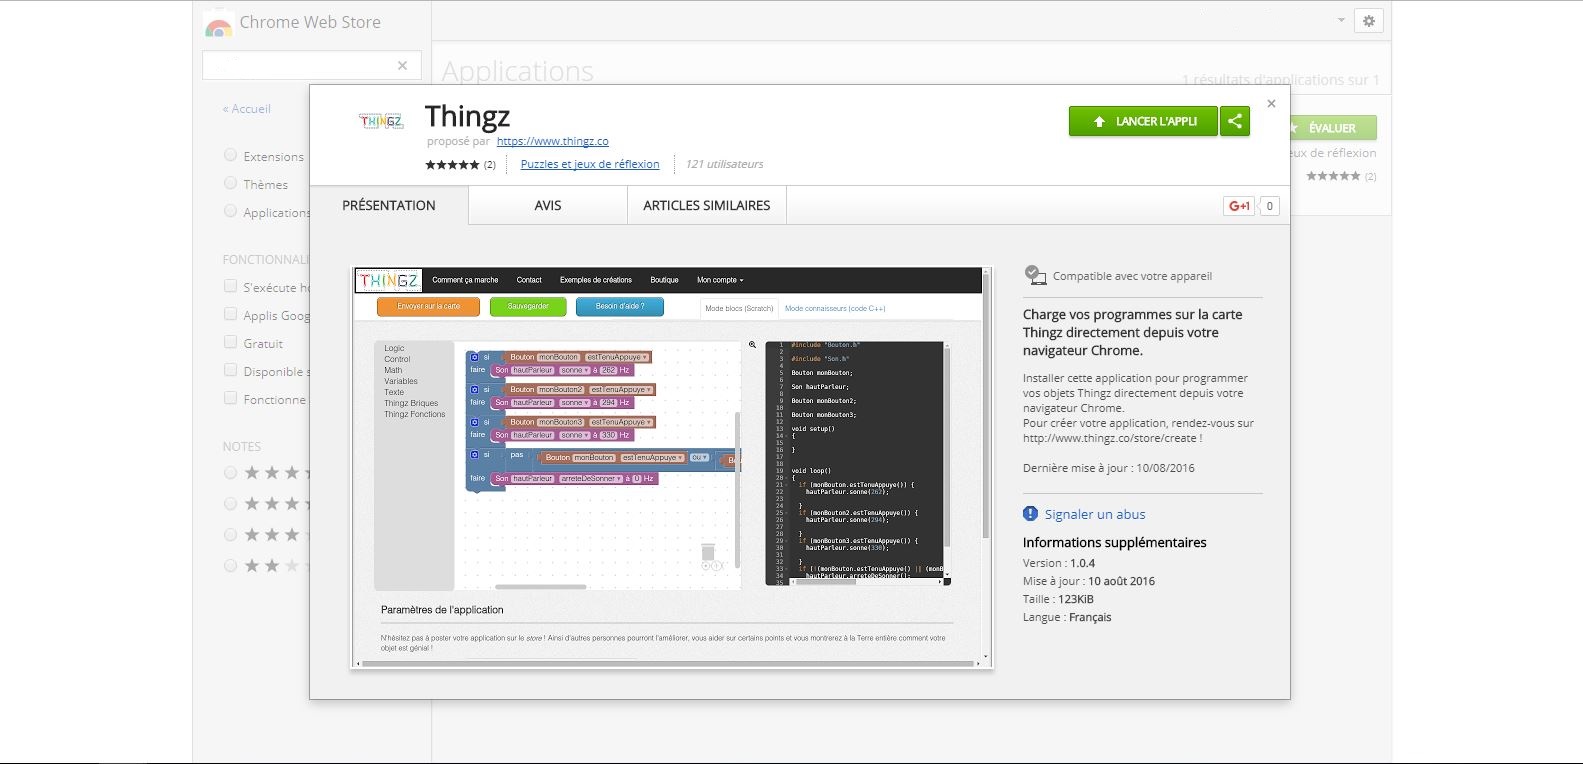 Chrome Web Store
Applications
1 résultats d'applications sur 1
« Accueil
Extensions
Thèmes
Applications
FONCTIONNALI
S'exécute ho
Applis Goog
Gratuit
Disponible s
Fonctionne
NOTES
ÉVALUER
eux de réflexion
(2)
THINGZ
Thingz
proposé par https://www.thingz.co
(2) Puzzles et jeux de réflexion 121 utilisateurs
LANCER L'APPLI
PRÉSENTATION AVIS ARTICLES SIMILAIRES
G+1 0
THINGZ Comment ça marche Contact Exemples de créations Boutique Mon compte
Envoyer sur la carte Sauvegarder Besoin d'aide ? Mode blocs (Scratch) Mode connaisseurs (code C++)
Logic
Control
Math
Variables
Texte
Thingz Briques
Thingz Fonctions
si Bouton monBouton estTenuAppuye
faire Son hautParleur sonne à 262 Hz
si Bouton monBouton2 estTenuAppuye
faire Son hautParleur sonne à 294 Hz
si Bouton monBouton3 estTenuAppuye
faire Son hautParleur sonne à 330 Hz
si pas Bouton monBouton estTenuAppuye ou Bo
faire Son hautParleur arreteDeSonner à 0 Hz
1 #include "Bouton.h"
2
3 #include "Son.h"
4
5 Bouton monBouton;
6
7 Son hautParleur;
8
9 Bouton monBouton2;
10
11 Bouton monBouton3;
12
13 void setup()
14 {
15
16 }
17
18
19 void loop()
20 {
21 if (monBouton.estTenuAppuye()) {
22 hautParleur.sonne(262);
23
24 }
25 if (monBouton2.estTenuAppuye()) {
26 hautParleur.sonne(294);
27
28 }
29 if (monBouton3.estTenuAppuye()) {
30 hautParleur.sonne(330);
31
32 }
33 if (!(monBouton.estTenuAppuye() || (monB
34 hautParleur.arreteDeSonner();
35
Paramètres de l'application
N'hésitez pas à poster votre application sur le store ! Ainsi d'autres personnes pourront l'améliorer, vous aider sur certains points et vous montrerez à la Terre entière comment votre
objet est génial !
Compatible avec votre appareil
Charge vos programmes sur la carte
Thingz directement depuis votre
navigateur Chrome.
Installer cette application pour programmer
vos objets Thingz directement depuis votre
navigateur Chrome.
Pour créer votre application, rendez-vous sur
http://www.thingz.co/store/create !
Dernière mise à jour : 10/08/2016
Signaler un abus
Informations supplémentaires
Version : 1.0.4
Mise à jour : 10 août 2016
Taille : 123KiB
Langue : Français